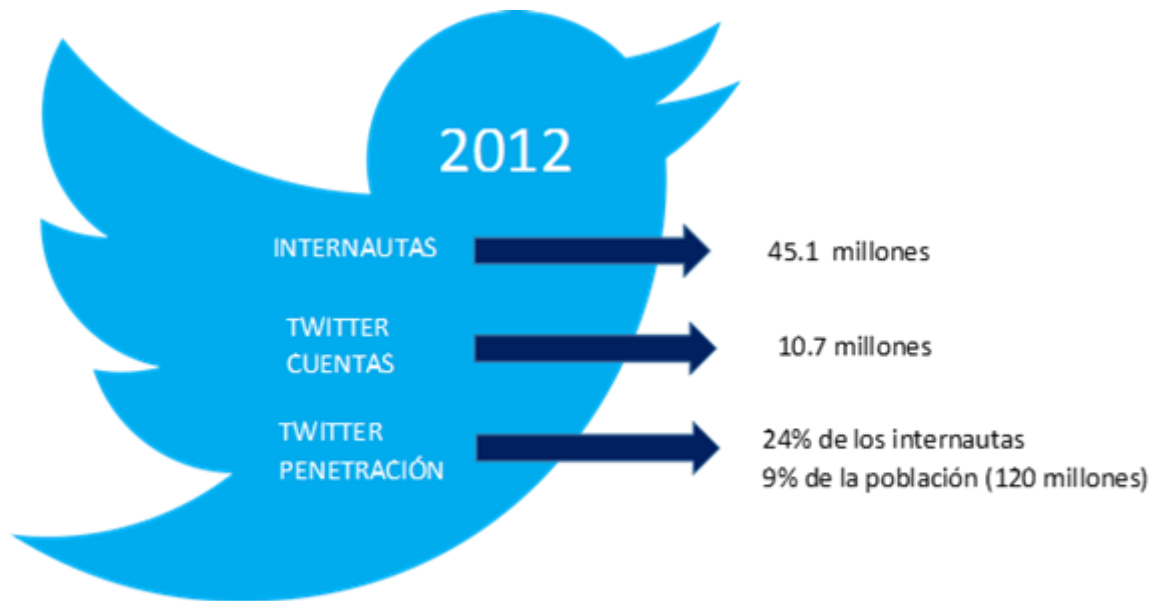 2012
INTERNAUTAS
45.1 millones
TWITTER
CUENTAS
10.7 millones
TWITTER
PENETRACIÓN
24% de los internautas
9% de la población (120 millones)